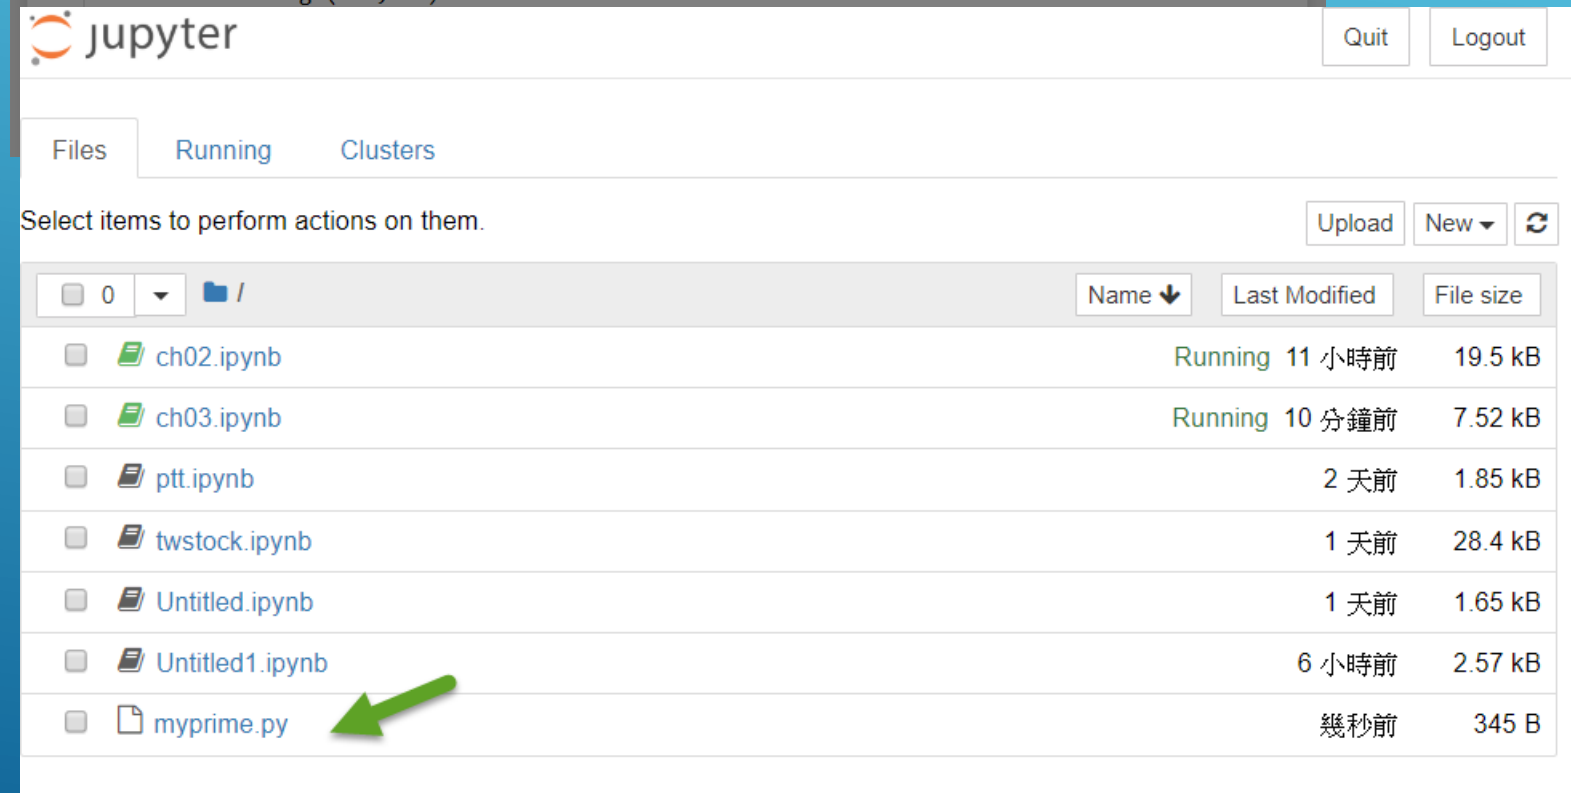 jupyter
Quit
Logout
Files
Running
Clusters
Select items to perform actions on them.
Upload
New
0
/
Name
Last Modified
File size
ch02.ipynb Running 11 小時前 19.5 kB
ch03.ipynb Running 10 分鐘前 7.52 kB
ptt.ipynb 2 天前 1.85 kB
twstock.ipynb 1 天前 28.4 kB
Untitled.ipynb 1 天前 1.65 kB
Untitled1.ipynb 6 小時前 2.57 kB
myprime.py 幾秒前 345 B